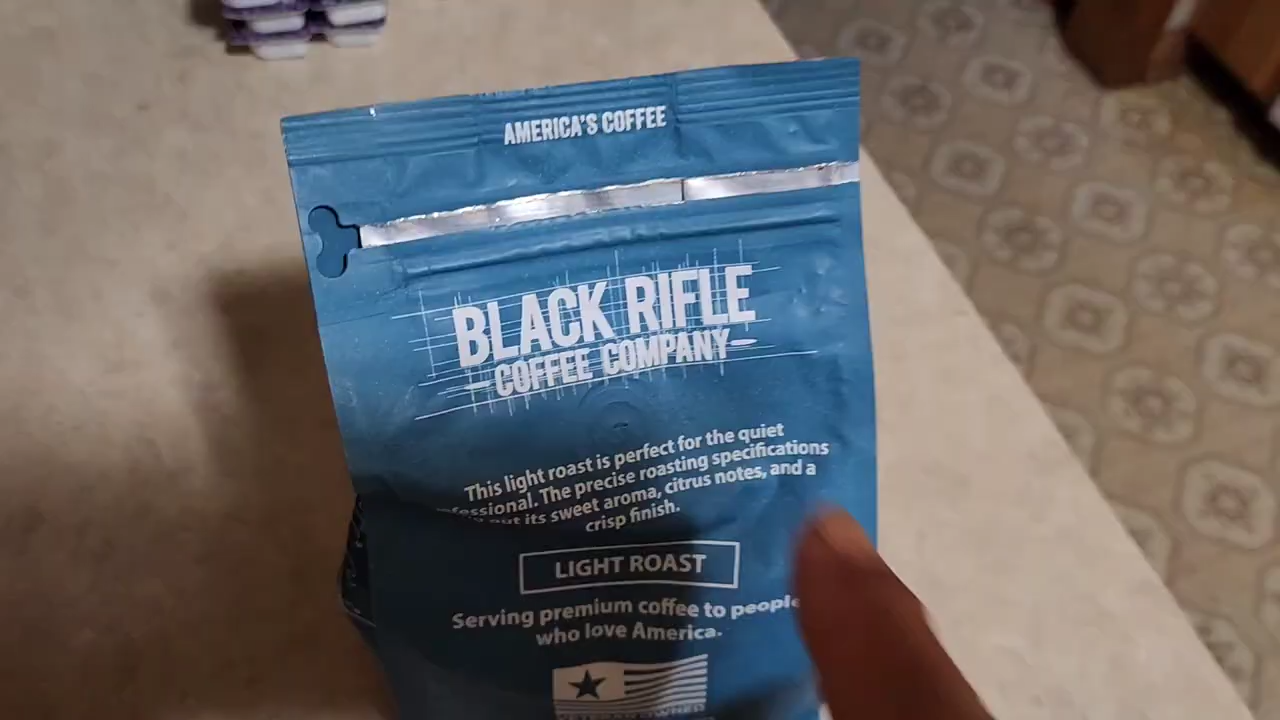 AMERICA'S COFFEE
BLACK RIFLE
COFFEE COMPANY
This light roast is perfect for the quiet
The precise roasting specifications
its sweet aroma, citrus notes, and a
crisp finish.
LIGHT ROAST
Serving premium coffee to people
who love America.